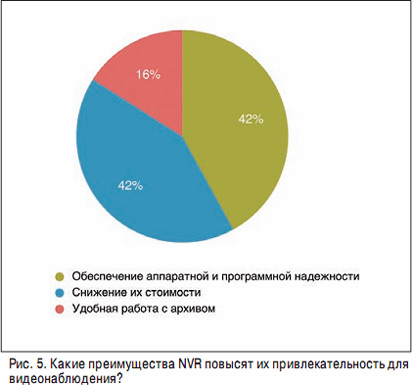 16%
42%
42%
Обеспечение аппаратной и программной надежности
Снижение их стоимости
Удобная работа с архивом
Рис. 5. Какие преимущества NVR повысят их привлекательность для
видеонаблюдения?